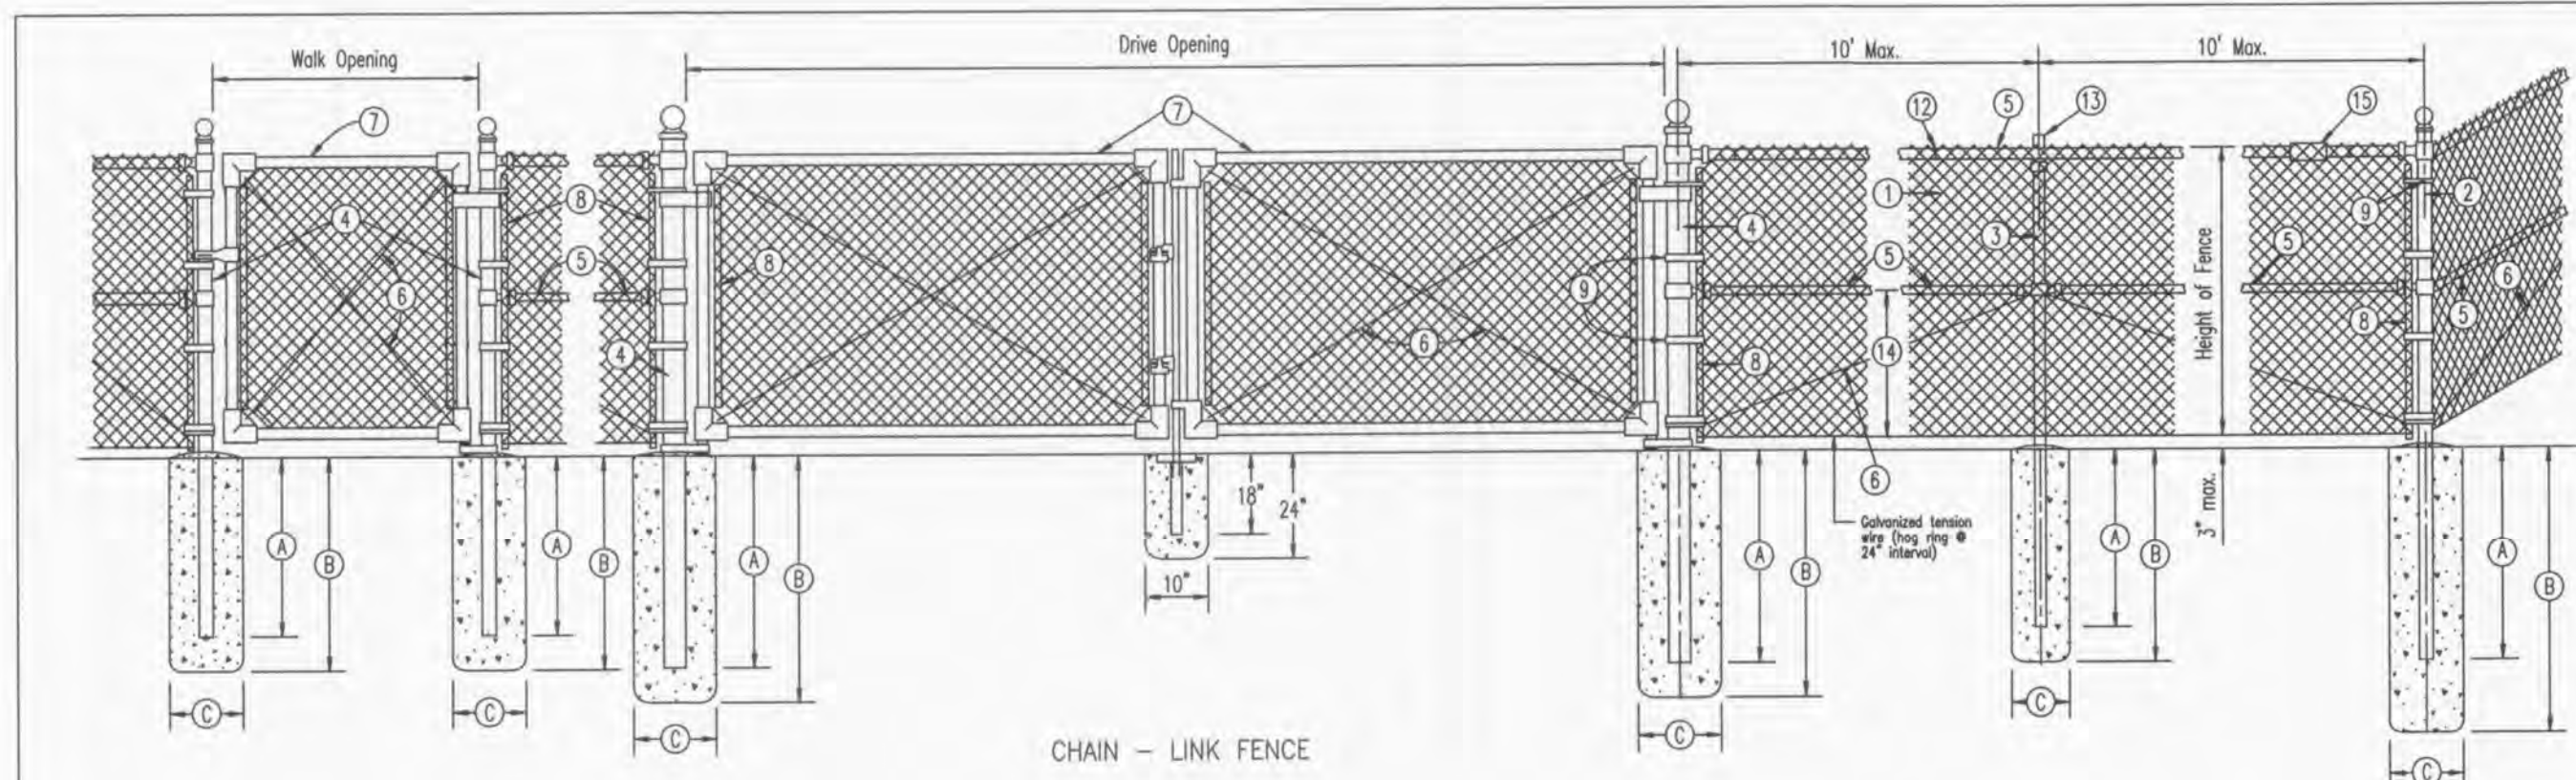 Walk Opening
Drive Opening
10' Max.
10' Max.
7
7
12
5
13
15
4
8
5
6
4
8
6
9
4
8
1
3
5
14
6
Height of Fence
9
2
5
8
5
6
Galvanized tension
wire (hog ring @
24" interval)
3" max.
18"
24"
10"
A
B
C
A
B
C
A
B
C
A
B
C
A
B
C
A
B
C
CHAIN - LINK FENCE